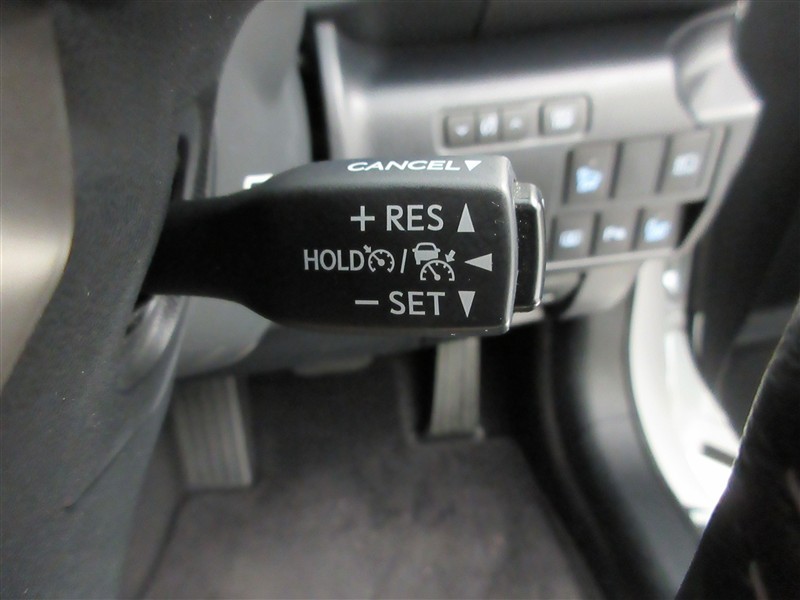 CANCEL▼
+ RES ▲
HOLD / ◄
− SET ▼